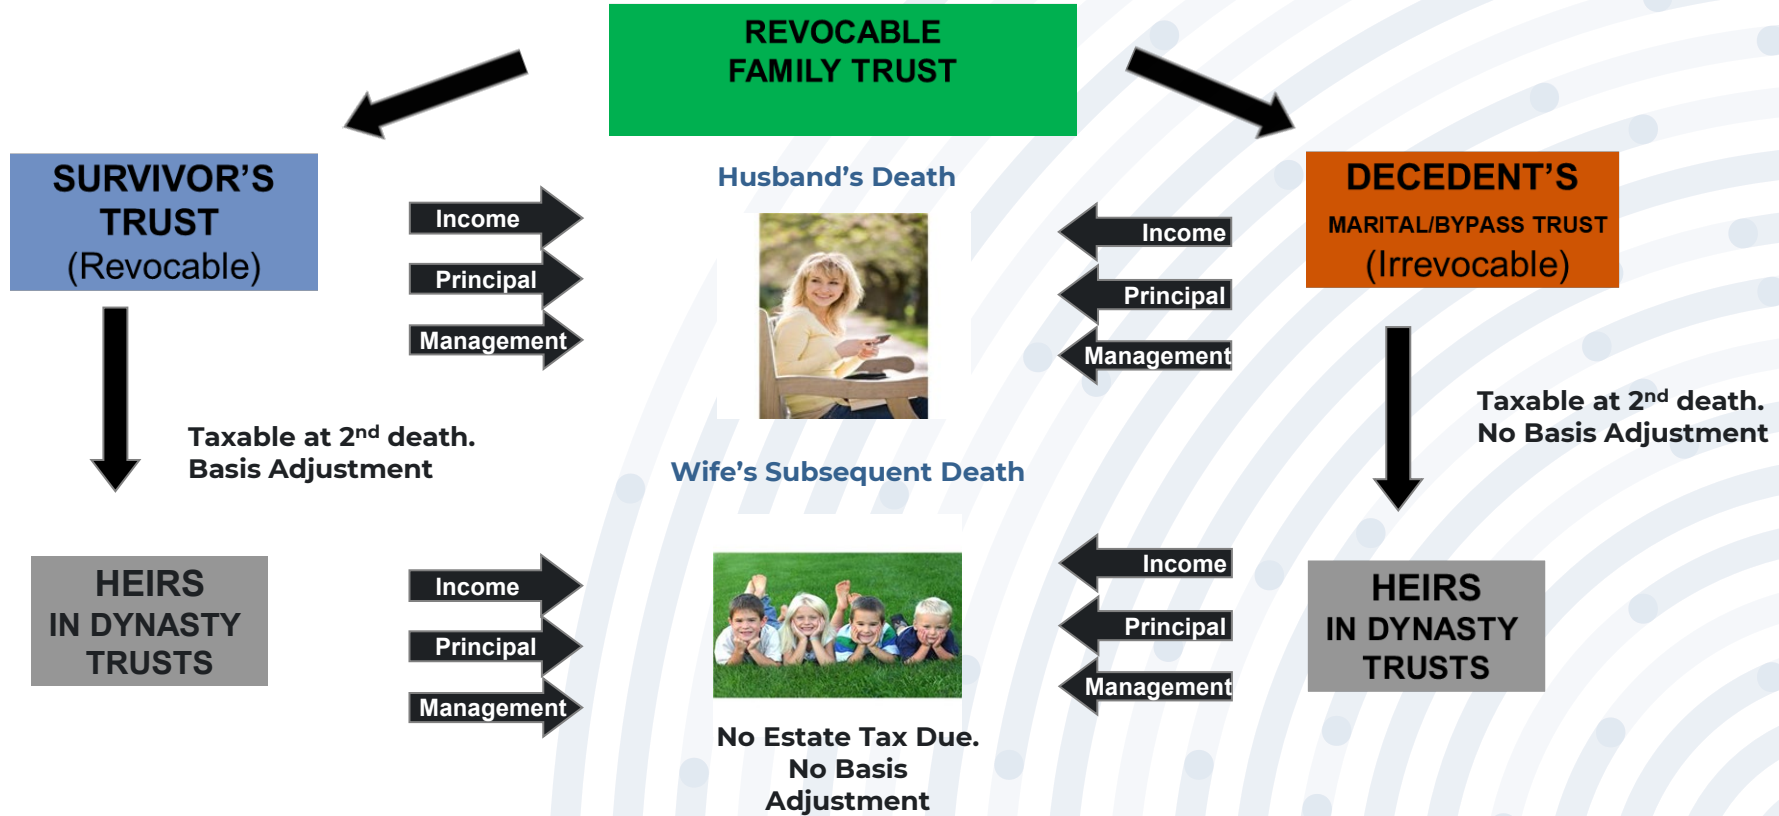 REVOCABLE
FAMILY TRUST
SURVIVOR’S
TRUST
(Revocable)
Husband’s Death
DECEDENT’S
MARITAL/BYPASS TRUST
(Irrevocable)
Income
Principal
Management
Income
Principal
Management
Taxable at 2nd death.
Basis Adjustment
Taxable at 2nd death.
No Basis Adjustment
Wife’s Subsequent Death
HEIRS
IN DYNASTY
TRUSTS
Income
Principal
Management
Income
Principal
Management
HEIRS
IN DYNASTY
TRUSTS
No Estate Tax Due.
No Basis
Adjustment